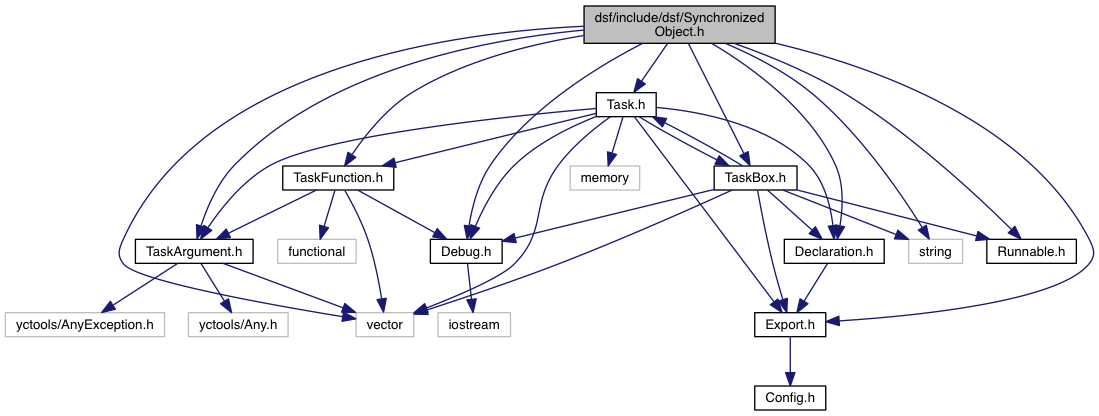 dsf/include/dsf/Synchronized
Object.h
Task.h
TaskFunction.h
memory
TaskBox.h
TaskArgument.h
functional
Debug.h
Declaration.h
string
Runnable.h
yctools/AnyException.h
yctools/Any.h
vector
iostream
Export.h
Config.h